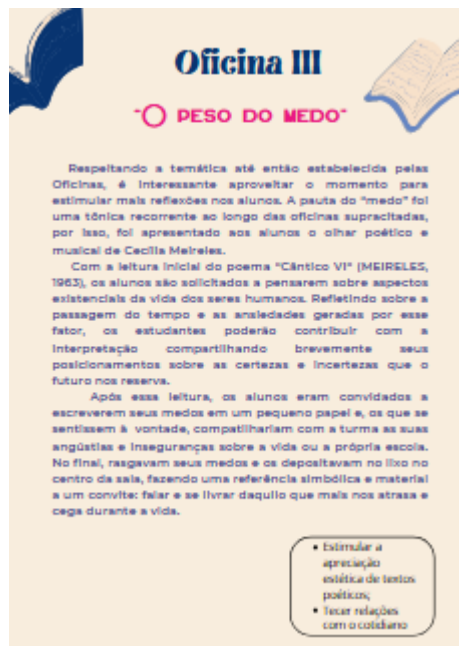 Oficina III
"O PESO DO MEDO"
Respeitando a temática até então estabelecida pelas
Oficinas, é interessante aproveitar o momento para
estimular mais reflexões nos alunos. A pauta do "medo" foi
uma tônica recorrente ao longo das oficinas supracitadas,
por isso, foi apresentado aos alunos o olhar poético e
musical de Cecília Meireles.
Com a leitura inicial do poema "Cântico VI" (MEIRELES,
1963), os alunos são solicitados a pensarem sobre aspectos
existenciais da vida dos seres humanos. Refletindo sobre a
passagem do tempo e as ansiedades geradas por esse
fator, os estudantes poderão contribuir com a
interpretação compartilhando brevemente seus
posicionamentos sobre as certezas e incertezas que o
futuro nos reserva.
Após essa leitura, os alunos eram convidados a
escreverem seus medos em um pequeno papel e, os que se
sentissem à vontade, compatilhariam com a turma as suas
angústias e inseguranças sobre a vida ou a própria escola.
No final, rasgavam seus medos e os depositavam no lixo no
centro da sala, fazendo uma referência simbólica e material
a um convite: falar e se livrar daquilo que mais nos atrasa e
cega durante a vida.
• Estimular a
apreciação
estética de textos
poéticos;
• Tecer relações
com o cotidiano